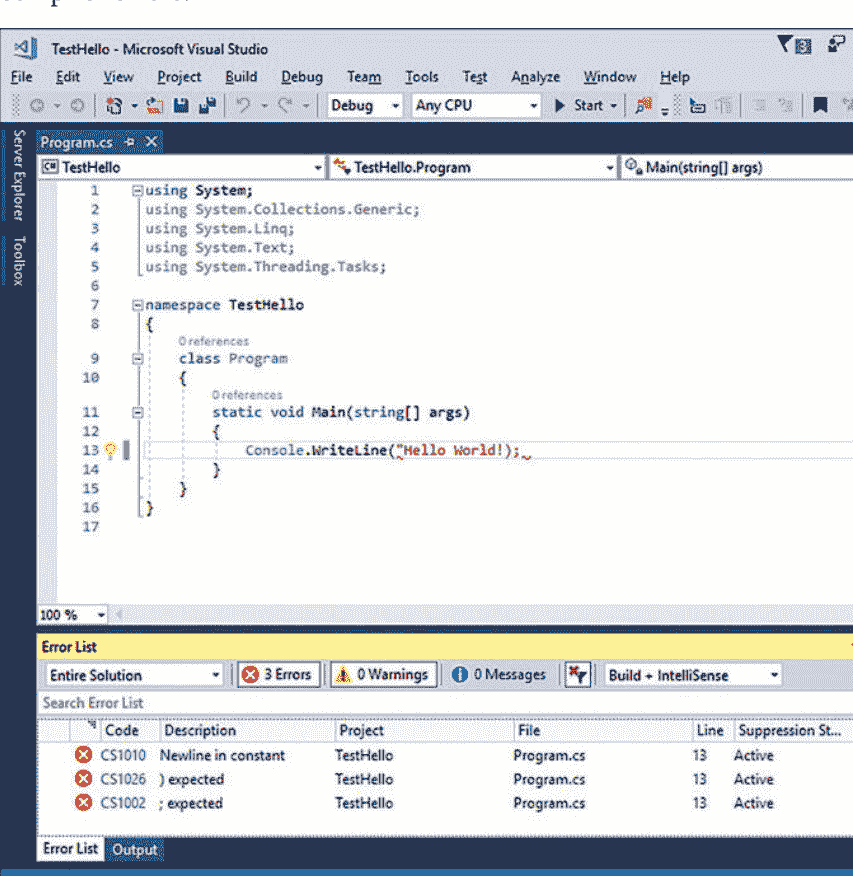 TestHello - Microsoft Visual Studio
File Edit View Project Build Debug Team Tools Test Analyze Window Help
Debug Any CPU Start
Server Explorer
Toolbox
Program.cs
C# TestHello TestHello.Program Main(string[] args)
1 using System;
2 using System.Collections.Generic;
3 using System.Linq;
4 using System.Text;
5 using System.Threading.Tasks;
6
7 namespace TestHello
8 {
0 references
9 class Program
10 {
0 references
11 static void Main(string[] args)
12 {
13 Console.WriteLine("Hello World!);
14 }
15 }
16 }
17
100 %
Error List
Entire Solution 3 Errors 0 Warnings 0 Messages Build + IntelliSense
Search Error List
Code Description Project File Line Suppression St...
CS1010 Newline in constant TestHello Program.cs 13 Active
CS1026 ) expected TestHello Program.cs 13 Active
CS1002 ; expected TestHello Program.cs 13 Active
Error List Output